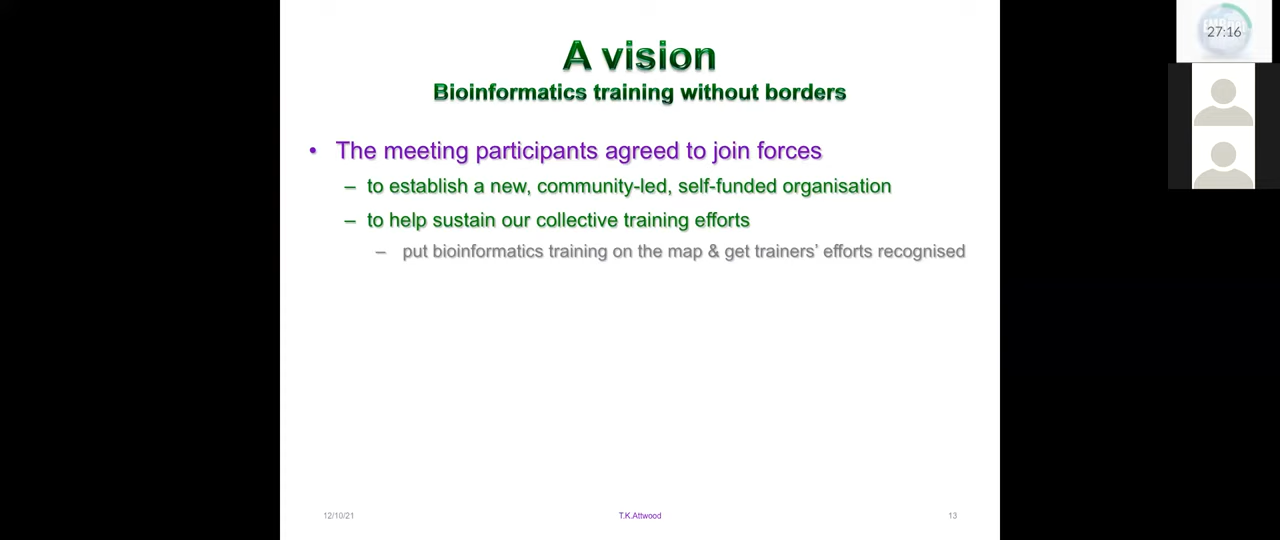 A vision
Bioinformatics training without borders
• The meeting participants agreed to join forces
– to establish a new, community-led, self-funded organisation
– to help sustain our collective training efforts
– put bioinformatics training on the map & get trainers’ efforts recognised
12/10/21
T.K.Attwood
13
27:16